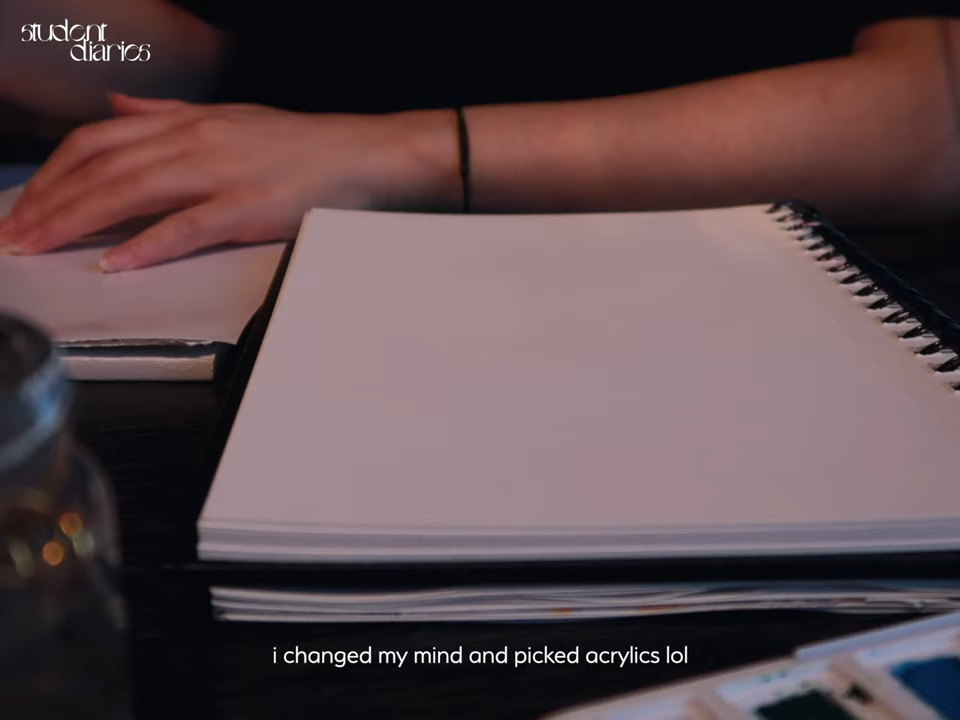 student
diaries
i changed my mind and picked acrylics lol